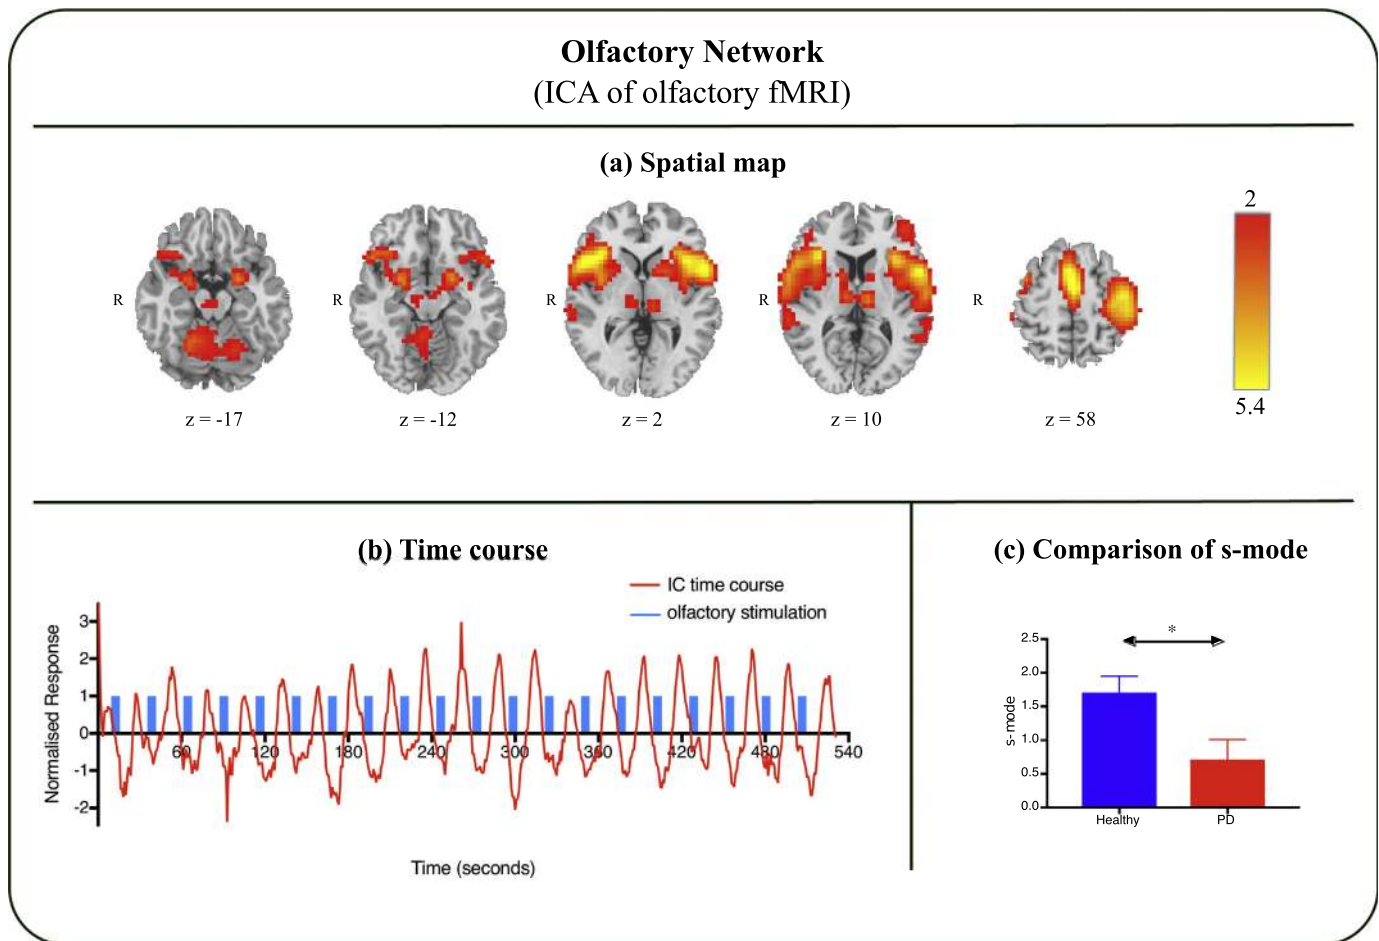 Olfactory Network
(ICA of olfactory fMRI)
(a) Spatial map
2
R
R
R
R
R
5.4
z = -17
z = -12
z = 2
z = 10
z = 58
(b) Time course
IC time course
olfactory stimulation
Normalised Response
3
2
1
0
-1
-2
60
120
180
240
300
360
420
480
540
Time (seconds)
(c) Comparison of s-mode
*
s-mode
2.5
2.0
1.5
1.0
0.5
0.0
Healthy
PD